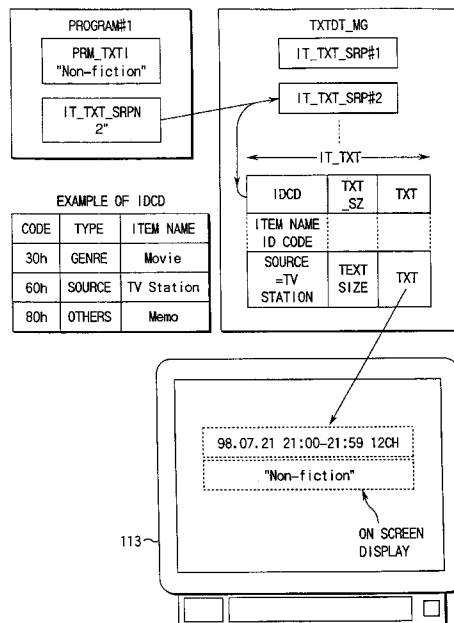 PROGRAM#1
PRM_TXTI
"Non-fiction"
IT_TXT_SRPN
2"
TXTDT_MG
IT_TXT_SRP#1
IT_TXT_SRP#2
IT_TXT
IDCD TXT_SZ TXT
ITEM NAME
ID CODE
SOURCE
=TV
STATION
TEXT
SIZE
TXT
EXAMPLE OF IDCD
CODE TYPE ITEM NAME
30h GENRE Movie
60h SOURCE TV Station
80h OTHERS Memo
98.07.21 21:00-21:59 12CH
"Non-fiction"
ON SCREEN
DISPLAY
113